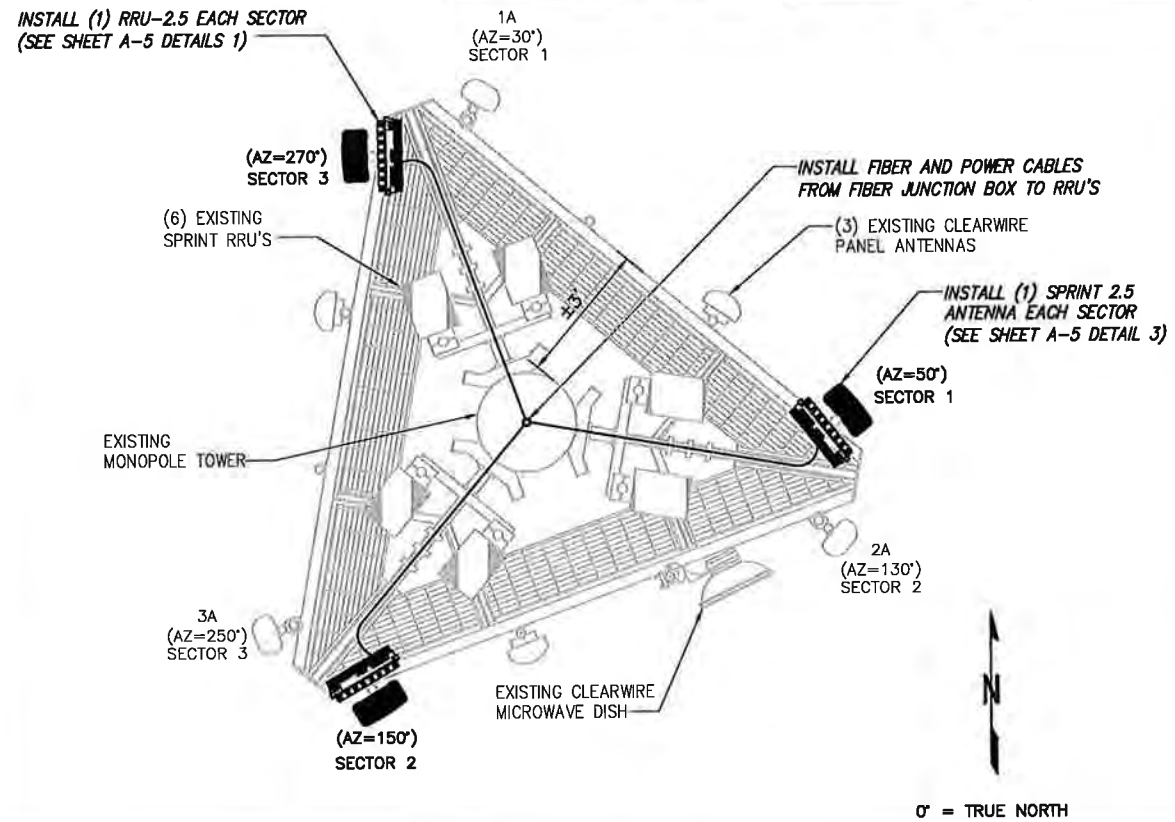 INSTALL (1) RRU-2.5 EACH SECTOR
(SEE SHEET A-5 DETAILS 1)
1A
(AZ=30°)
SECTOR 1
(AZ=270°)
SECTOR 3
INSTALL FIBER AND POWER CABLES
FROM FIBER JUNCTION BOX TO RRU'S
(6) EXISTING
SPRINT RRU'S
(3) EXISTING CLEARWIRE
PANEL ANTENNAS
±3'
INSTALL (1) SPRINT 2.5
ANTENNA EACH SECTOR
(SEE SHEET A-5 DETAIL 3)
(AZ=50°)
SECTOR 1
EXISTING
MONOPOLE TOWER
2A
(AZ=130°)
SECTOR 2
3A
(AZ=250°)
SECTOR 3
EXISTING CLEARWIRE
MICROWAVE DISH
(AZ=150°)
SECTOR 2
N
0° = TRUE NORTH